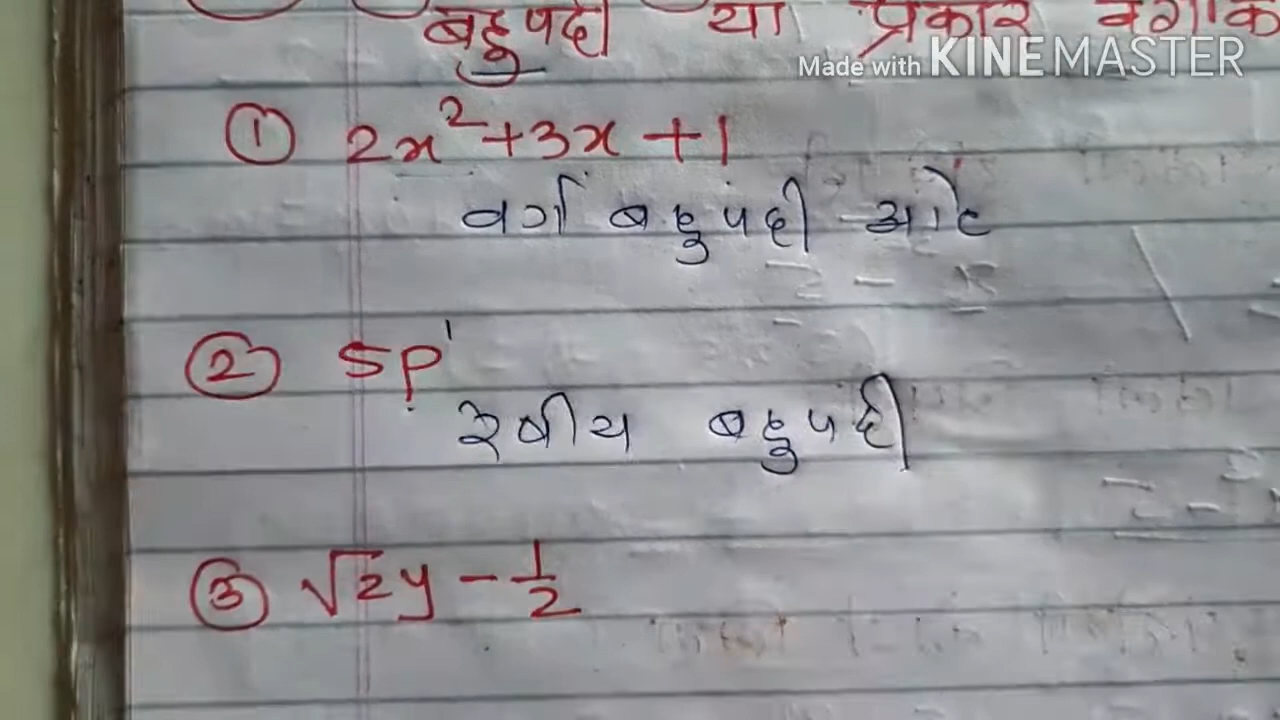 बहुपदी या प्रकारे वर्गीक
Made with KINEMASTER
① 2x²+3x +1
वर्ग बहुपदी आहे
② 5p¹
रेषीय बहुपदी
③ √2y - 1/2